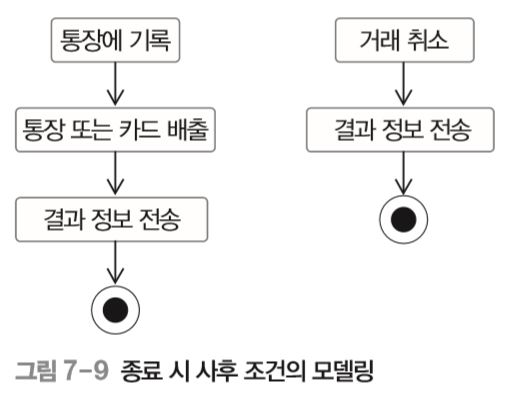 통장에 기록
통장 또는 카드 배출
결과 정보 전송
거래 취소
결과 정보 전송
그림 7-9 종료 시 사후 조건의 모델링